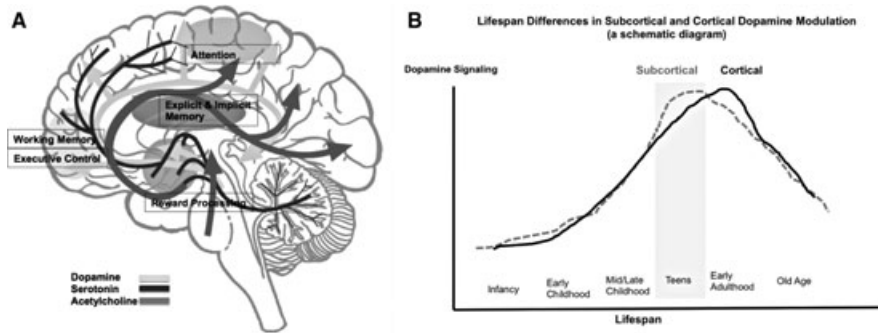 A
Attention
Explicit & Implicit
Memory
Working Memory
Executive Control
Reward Processing
Dopamine
Serotonin
Acetylcholine
B
Lifespan Differences in Subcortical and Cortical Dopamine Modulation
(a schematic diagram)
Dopamine Signaling
Subcortical
Cortical
Infancy
Early
Childhood
Mid/Late
Childhood
Teens
Early
Adulthood
Old Age
Lifespan